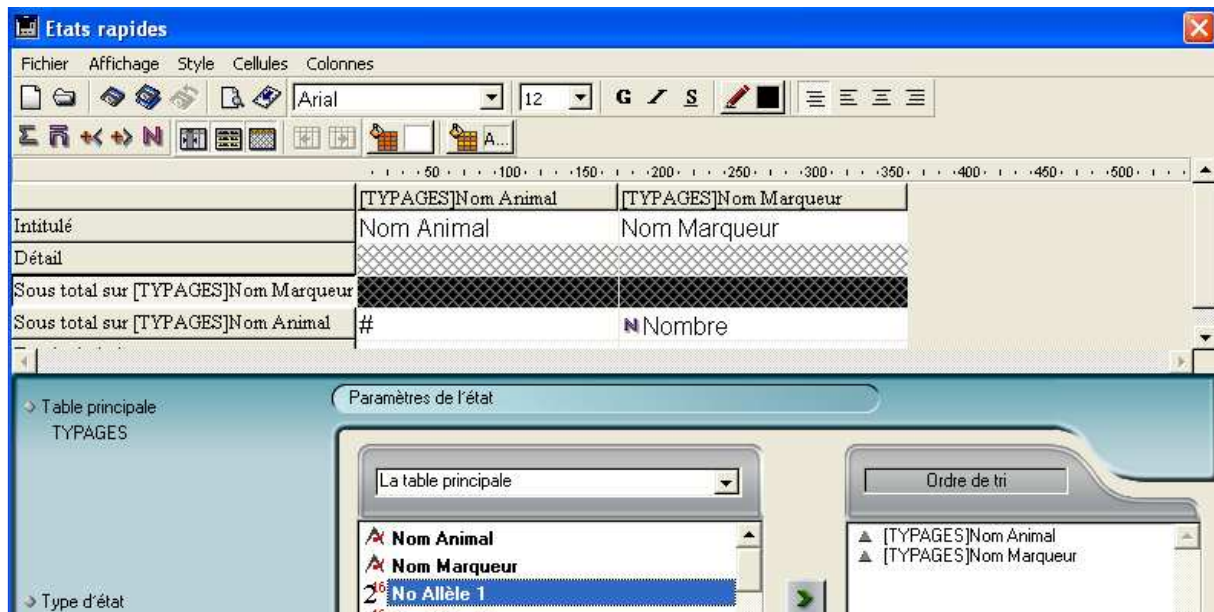 Etats rapides
Fichier Affichage Style Cellules Colonnes
Arial 12 G I S
Σ n N A...
50 100 150 200 250 300 350 400 450 500
[TYPAGES]Nom Animal [TYPAGES]Nom Marqueur
Intitulé Nom Animal Nom Marqueur
Détail
Sous total sur [TYPAGES]Nom Marqueur
Sous total sur [TYPAGES]Nom Animal # N Nombre
Table principale
TYPAGES
Paramètres de l'état
La table principale
Ordre de tri
Nom Animal
Nom Marqueur
2¹⁶ No Allèle 1
[TYPAGES]Nom Animal
[TYPAGES]Nom Marqueur
Type d'état